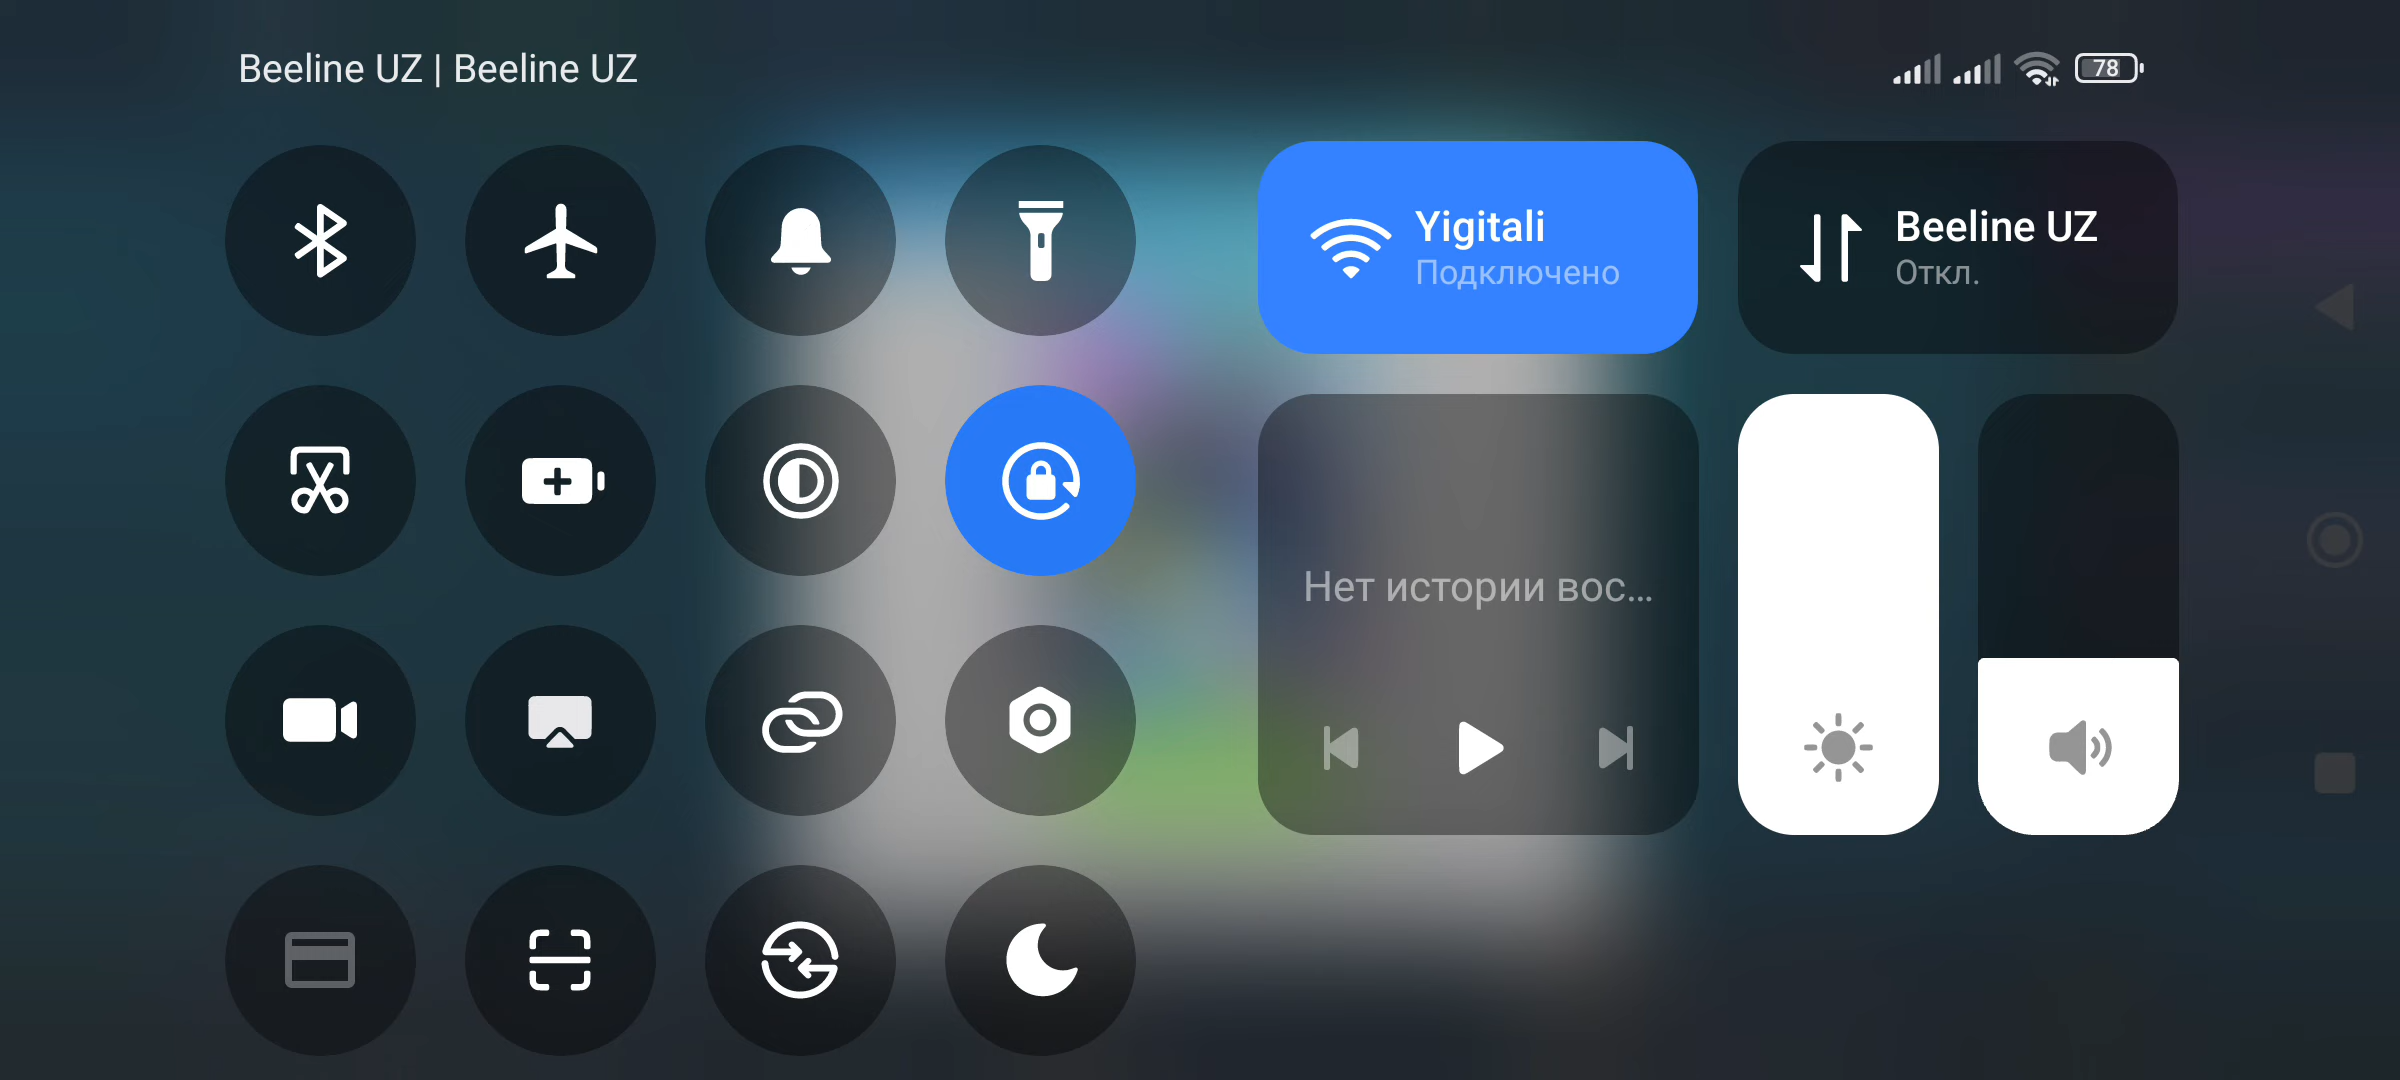 Beeline UZ | Beeline UZ
78
Yigitali
Подключено
Beeline UZ
Откл.
Нет истории вос...